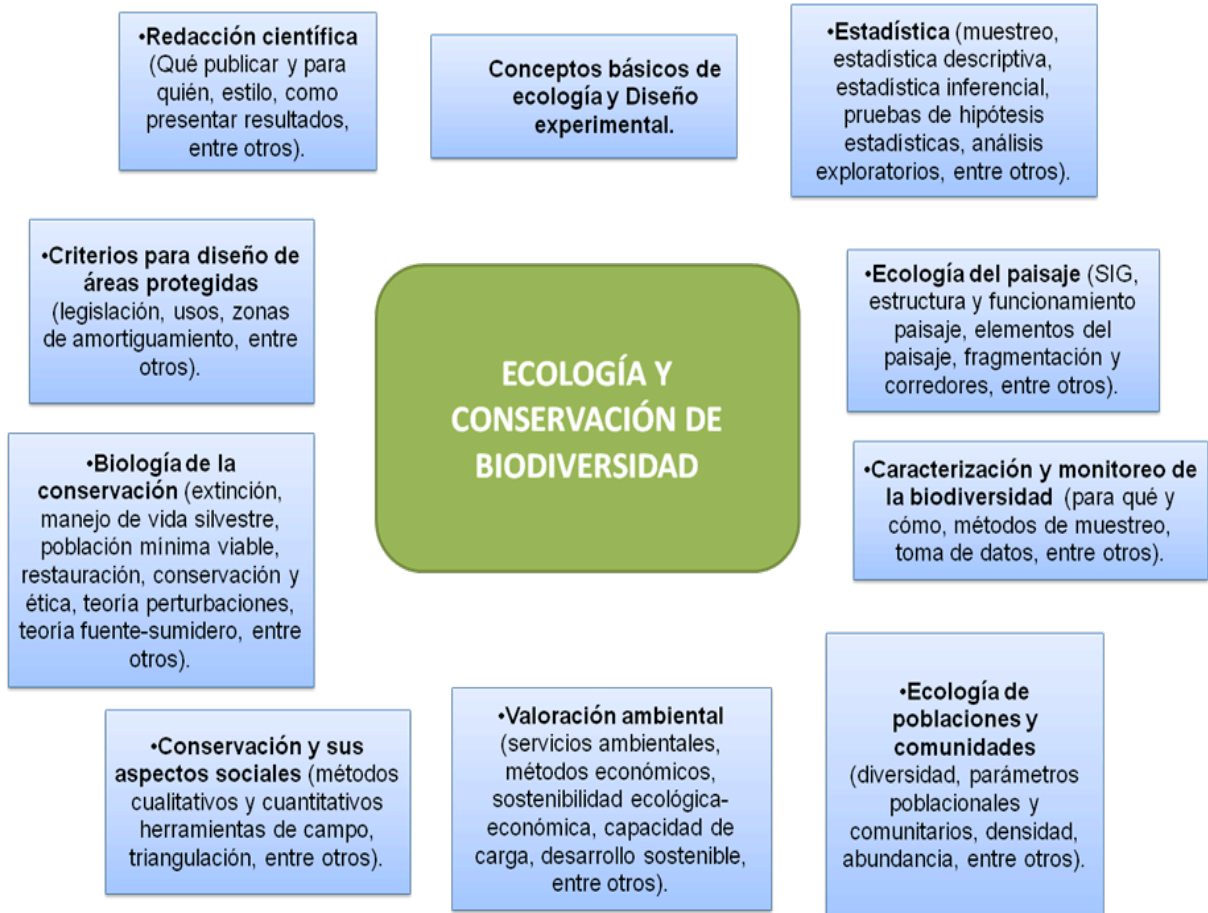 •Redacción científica
(Qué publicar y para
quién, estilo, como
presentar resultados,
entre otros).
Conceptos básicos de
ecología y Diseño
experimental.
•Estadística (muestreo,
estadística descriptiva,
estadística inferencial,
pruebas de hipótesis
estadísticas, análisis
exploratorios, entre otros).
•Criterios para diseño de
áreas protegidas
(legislación, usos, zonas
de amortiguamiento, entre
otros).
ECOLOGÍA Y
CONSERVACIÓN DE
BIODIVERSIDAD
•Ecología del paisaje (SIG,
estructura y funcionamiento
paisaje, elementos del
paisaje, fragmentación y
corredores, entre otros).
•Biología de la
conservación (extinción,
manejo de vida silvestre,
población mínima viable,
restauración, conservación y
ética, teoría perturbaciones,
teoría fuente-sumidero, entre
otros).
•Caracterización y monitoreo de
la biodiversidad (para qué y
cómo, métodos de muestreo,
toma de datos, entre otros).
•Conservación y sus
aspectos sociales (métodos
cualitativos y cuantitativos
herramientas de campo,
triangulación, entre otros).
•Valoración ambiental
(servicios ambientales,
métodos económicos,
sostenibilidad ecológica-
económica, capacidad de
carga, desarrollo sostenible,
entre otros).
•Ecología de
poblaciones y
comunidades
(diversidad, parámetros
poblacionales y
comunitarios, densidad,
abundancia, entre otros).